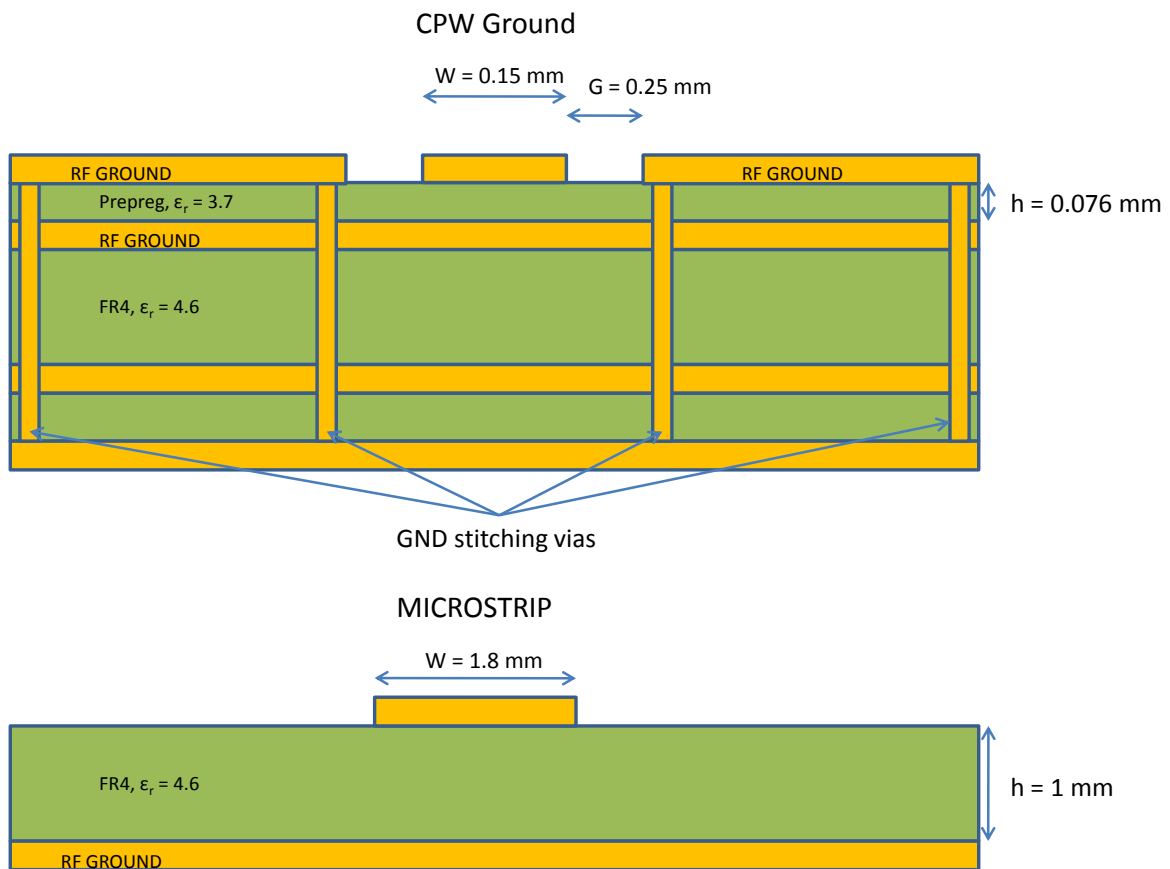 CPW Ground
W = 0.15 mm
G = 0.25 mm
RF GROUND
RF GROUND
Prepreg, εr = 3.7
h = 0.076 mm
RF GROUND
FR4, εr = 4.6
GND stitching vias
MICROSTRIP
W = 1.8 mm
FR4, εr = 4.6
h = 1 mm
RF GROUND